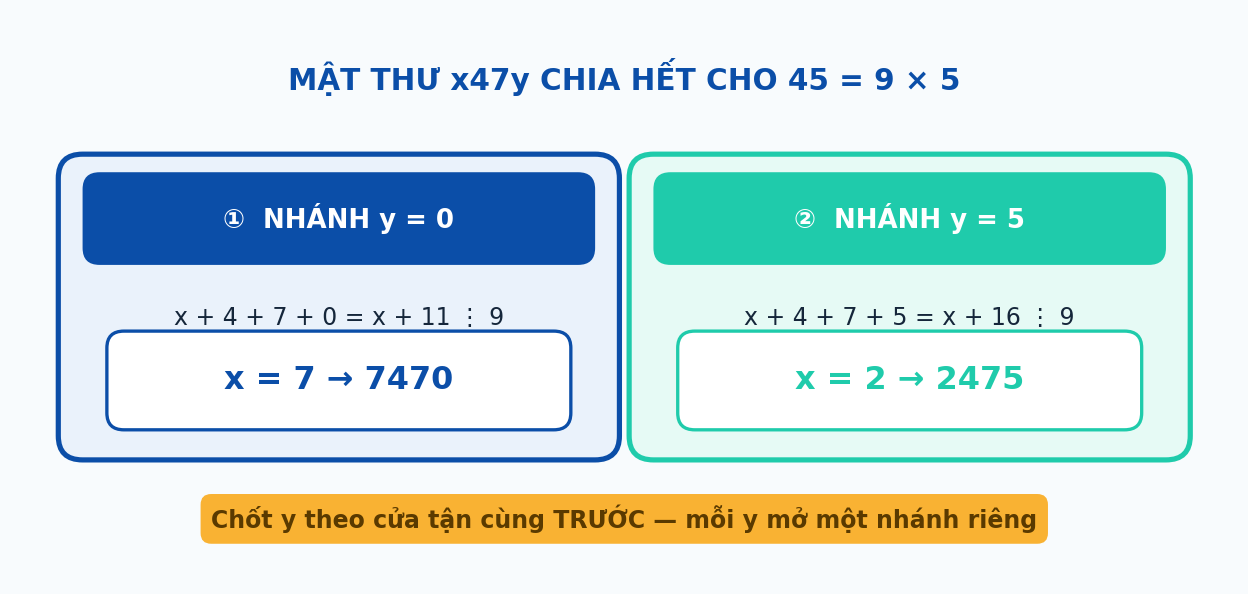 MẬT THƯ x47y CHIA HẾT CHO 45 = 9 × 5
① NHÁNH y = 0
x + 4 + 7 + 0 = x + 11 ⋮ 9
x = 7 → 7470
② NHÁNH y = 5
x + 4 + 7 + 5 = x + 16 ⋮ 9
x = 2 → 2475
Chốt y theo cửa tận cùng TRƯỚC — mỗi y mở một nhánh riêng